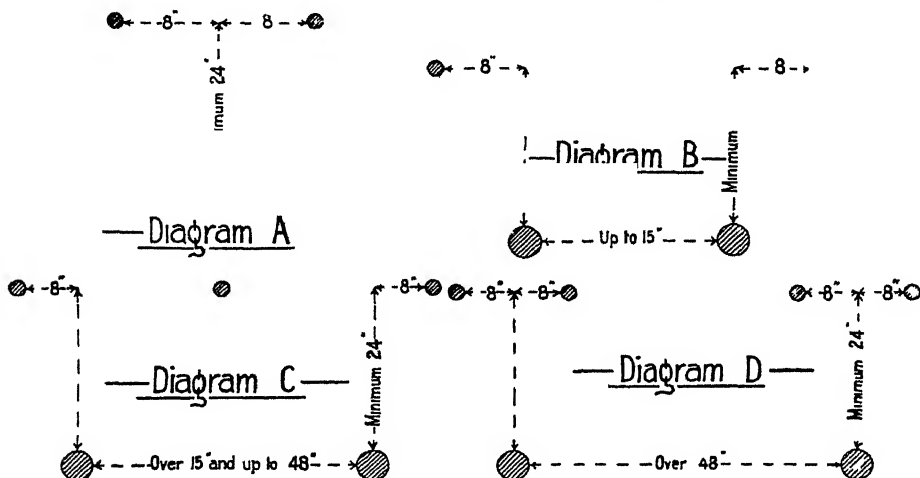 8" 8
imum 24"
Diagram A
8" 8
Minimum
Diagram B
Up to 15"
8" 8"
Minimum 24"
Diagram C
Over 15" and up to 48"
8" 8" 8" 8"
Minimum 24"
Diagram D
Over 48"